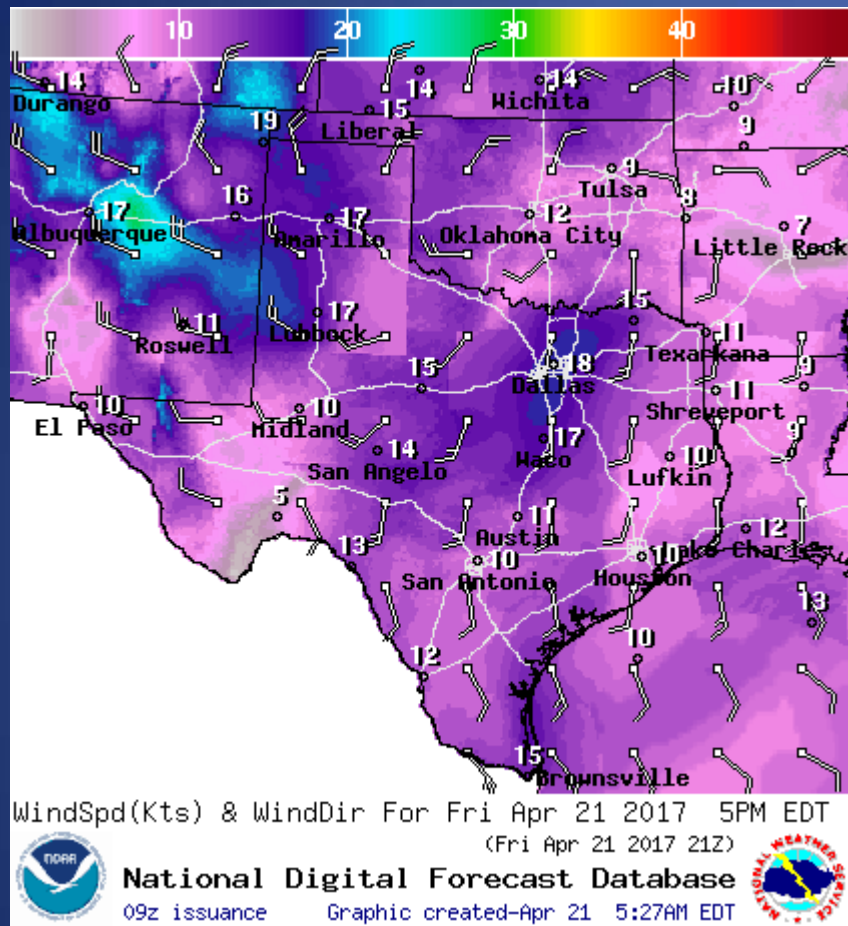 10 20 30 40
14 14 14 10
Durango Wichita
15
Liberal
19 9
9
Tulsa
16 8
17 17 12 7
Albuquerque Amarillo Oklahoma City Little Rock
17 15
11 11
Roswell Lubbock Texarkana
18
15 Dallas 9
10 10 11
El Paso Midland Shreveport
14 17 9
San Angelo Waco 10
Lufkin
5 11 12
Austin
13 10 10 Lake Charles
San Antonio Houston
13
12 10
15
Brownsville
WindSpd(Kts) & WindDir For Fri Apr 21 2017 5PM EDT
(Fri Apr 21 2017 21Z)
noaa
National Digital Forecast Database
09z issuance Graphic created-Apr 21 5:27AM EDT
NATIONAL WEATHER SERVICE